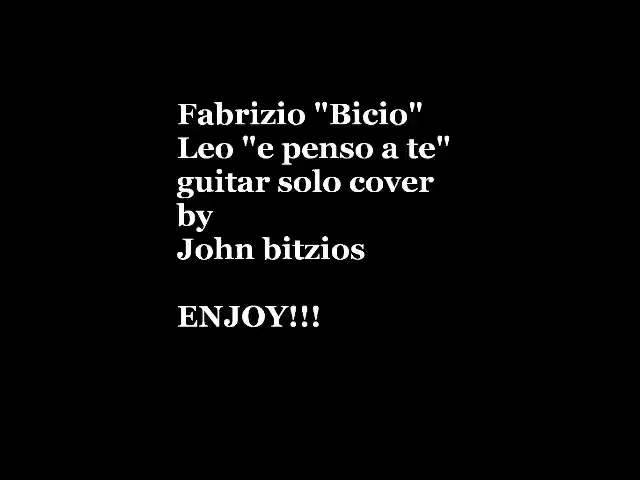 Fabrizio "Bicio"
Leo "e penso a te"
guitar solo cover
by
John bitzios
ENJOY!!!